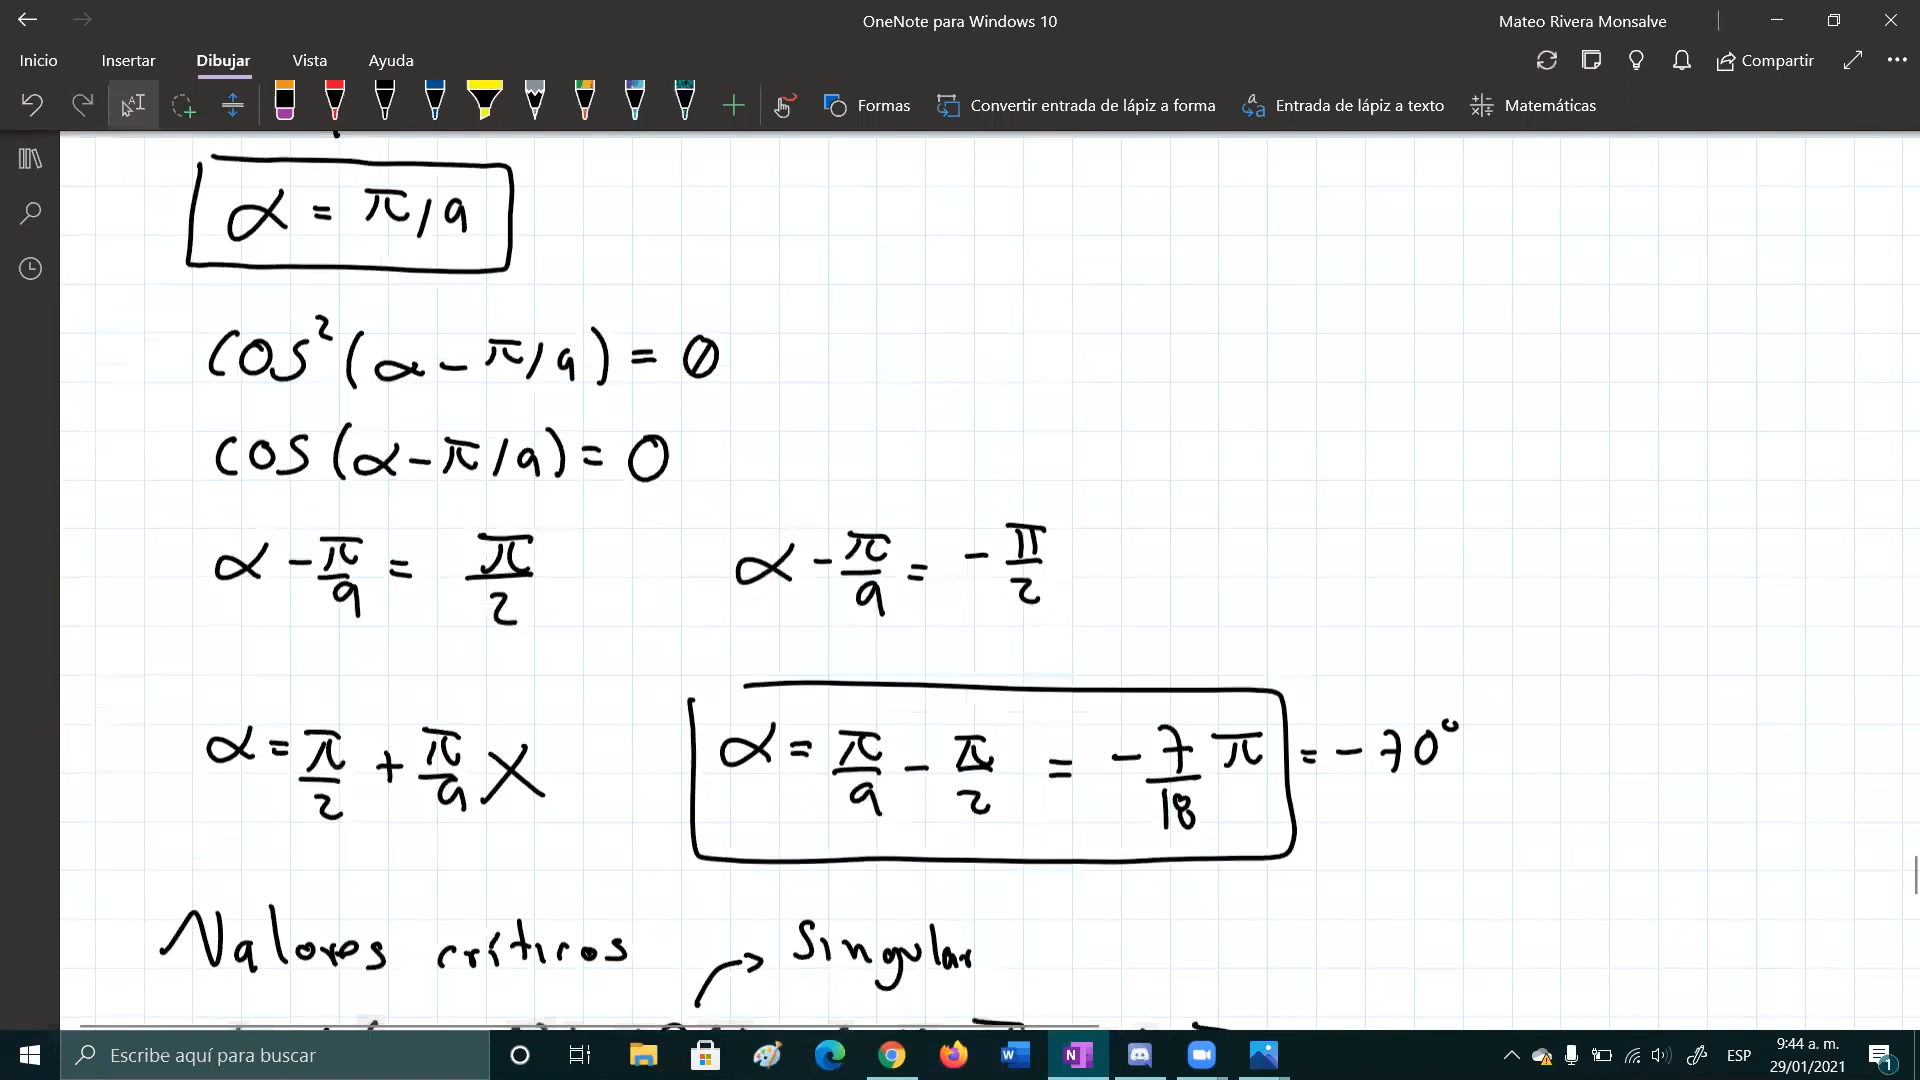 OneNote para Windows 10
Mateo Rivera Monsalve
Inicio Insertar Dibujar Vista Ayuda
Compartir
Formas Convertir entrada de lápiz a forma Entrada de lápiz a texto Matemáticas
α = π/9
cos²(α - π/9) = 0
cos(α - π/9) = 0
α - π/9 = π/2 α - π/9 = - π/2
α = π/2 + π/9 X α = π/9 - π/2 = - 7/18 π = - 70°
Valores críticos → Singular
Escribe aquí para buscar
ESP
9:44 a. m.
29/01/2021
1